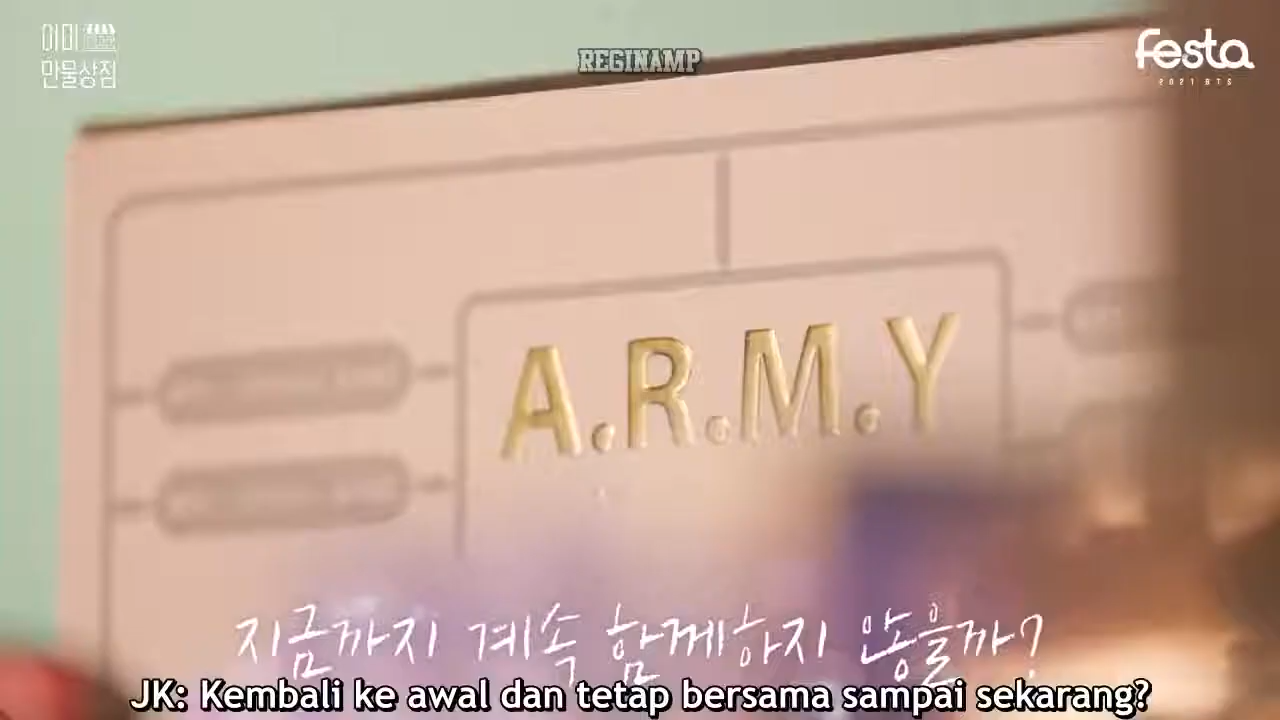 아미
만물상점
REGINAMP
Festa
2021 BTS
A.R.M.Y
지금까지 계속 함께하지 않을까?
JK: Kembali ke awal dan tetap bersama sampai sekarang?